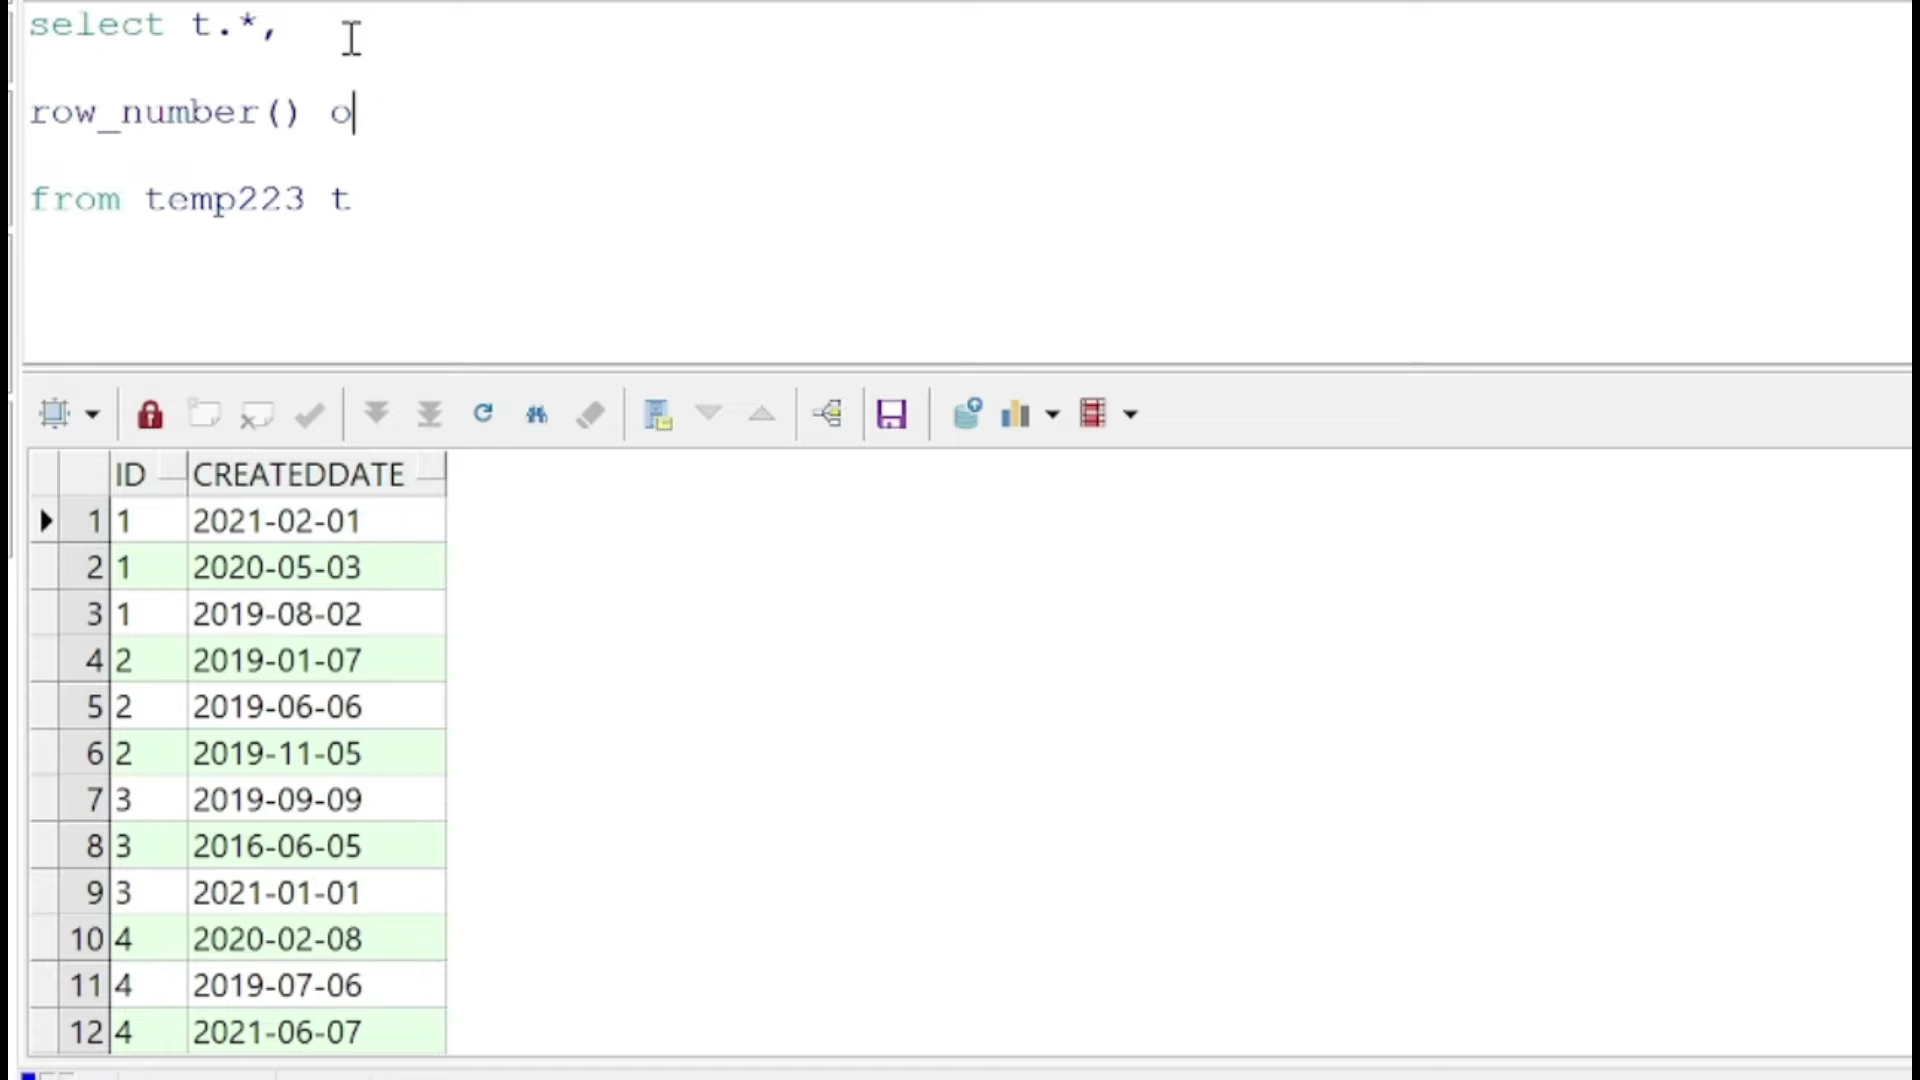 select t.*,
row_number() o
from temp223 t
ID CREATEDDATE
1 1 2021-02-01
2 1 2020-05-03
3 1 2019-08-02
4 2 2019-01-07
5 2 2019-06-06
6 2 2019-11-05
7 3 2019-09-09
8 3 2016-06-05
9 3 2021-01-01
10 4 2020-02-08
11 4 2019-07-06
12 4 2021-06-07